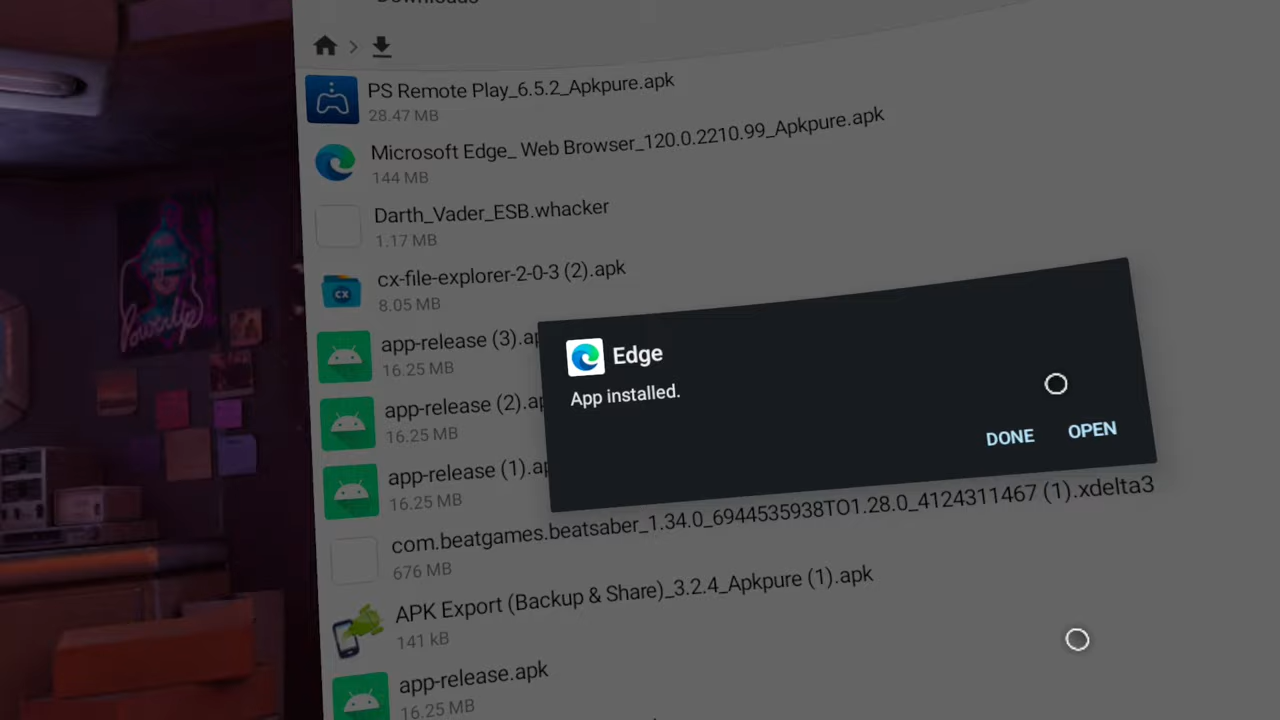 Downloads
PS Remote Play_6.5.2_Apkpure.apk
28.47 MB
Microsoft Edge_ Web Browser_120.0.2210.99_Apkpure.apk
144 MB
Darth_Vader_ESB.whacker
1.17 MB
cx-file-explorer-2-0-3 (2).apk
8.05 MB
app-release (3).ap
16.25 MB
app-release (2).ap
16.25 MB
app-release (1).ap
16.25 MB
Edge
App installed.
DONE OPEN
com.beatgames.beatsaber_1.34.0_6944535938TO1.28.0_4124311467 (1).xdelta3
676 MB
APK Export (Backup & Share)_3.2.4_Apkpure (1).apk
141 kB
app-release.apk
16.25 MB
PowerUp
CX